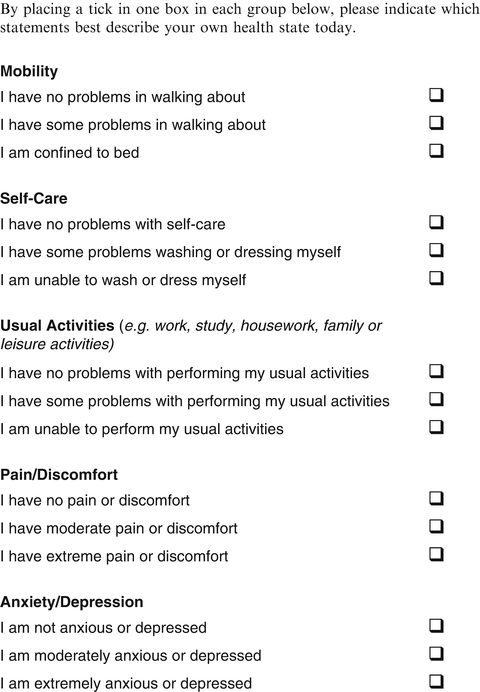 By placing a tick in one box in each group below, please indicate which
statements best describe your own health state today.
Mobility
I have no problems in walking about
I have some problems in walking about
I am confined to bed
Self-Care
I have no problems with self-care
I have some problems washing or dressing myself
I am unable to wash or dress myself
Usual Activities (e.g. work, study, housework, family or
leisure activities)
I have no problems with performing my usual activities
I have some problems with performing my usual activities
I am unable to perform my usual activities
Pain/Discomfort
I have no pain or discomfort
I have moderate pain or discomfort
I have extreme pain or discomfort
Anxiety/Depression
I am not anxious or depressed
I am moderately anxious or depressed
I am extremely anxious or depressed